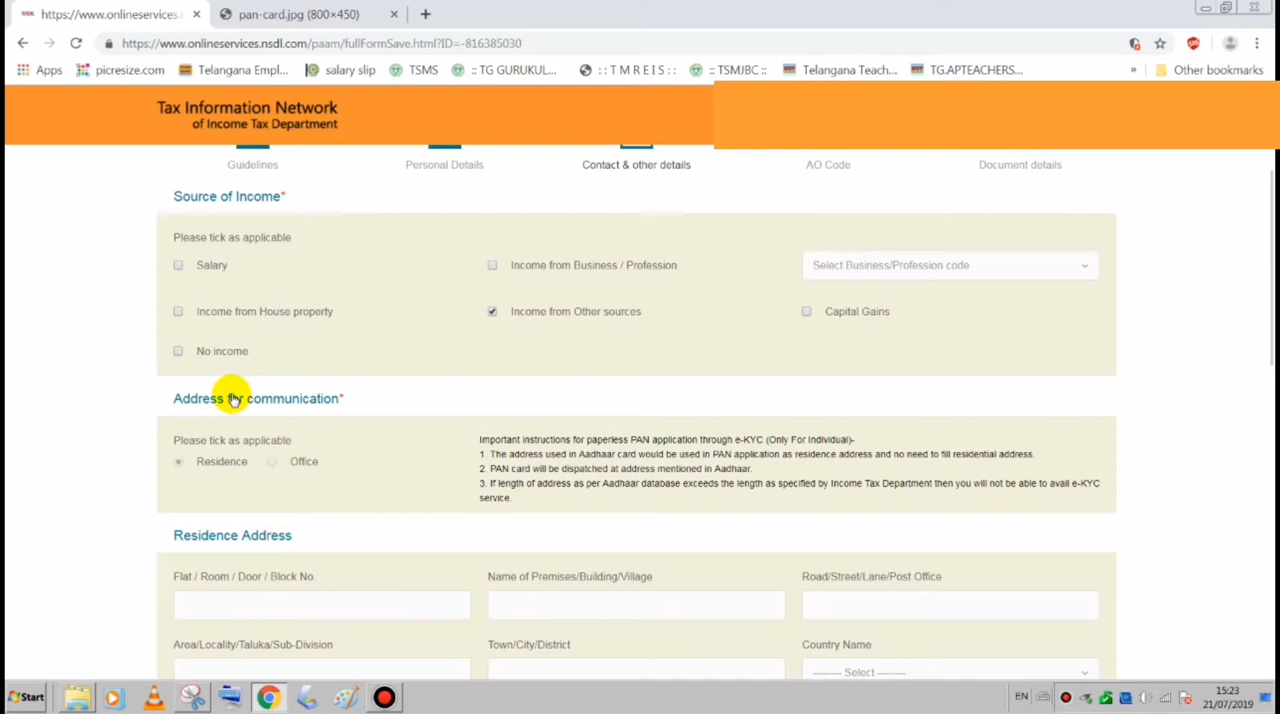 https://www.onlineservices.n
pan-card.jpg (800×450)
https://www.onlineservices.nsdl.com/paam/fullFormSave.html?ID=-816385030
Apps
picresize.com
Telangana Empl...
salary slip
TSMS
:: TG GURUKUL...
: : T M R E I S : :
:: TSMJBC ::
Telangana Teach...
TG.APTEACHERS...
»
Other bookmarks
Tax Information Network
of Income Tax Department
Guidelines
Personal Details
Contact & other details
AO Code
Document details
Source of Income*
Please tick as applicable
Salary
Income from Business / Profession
Select Business/Profession code
Income from House property
Income from Other sources
Capital Gains
No income
Address for communication*
Please tick as applicable
Residence
Office
Important instructions for paperless PAN application through e-KYC (Only For Individual)-
1. The address used in Aadhaar card would be used in PAN application as residence address and no need to fill residential address.
2. PAN card will be dispatched at address mentioned in Aadhaar.
3. If length of address as per Aadhaar database exceeds the length as specified by Income Tax Department then you will not be able to avail e-KYC
service.
Residence Address
Flat / Room / Door / Block No.
Name of Premises/Building/Village
Road/Street/Lane/Post Office
Area/Locality/Taluka/Sub-Division
Town/City/District
Country Name
-------- Select --------
Start
EN
15:23
21/07/2019